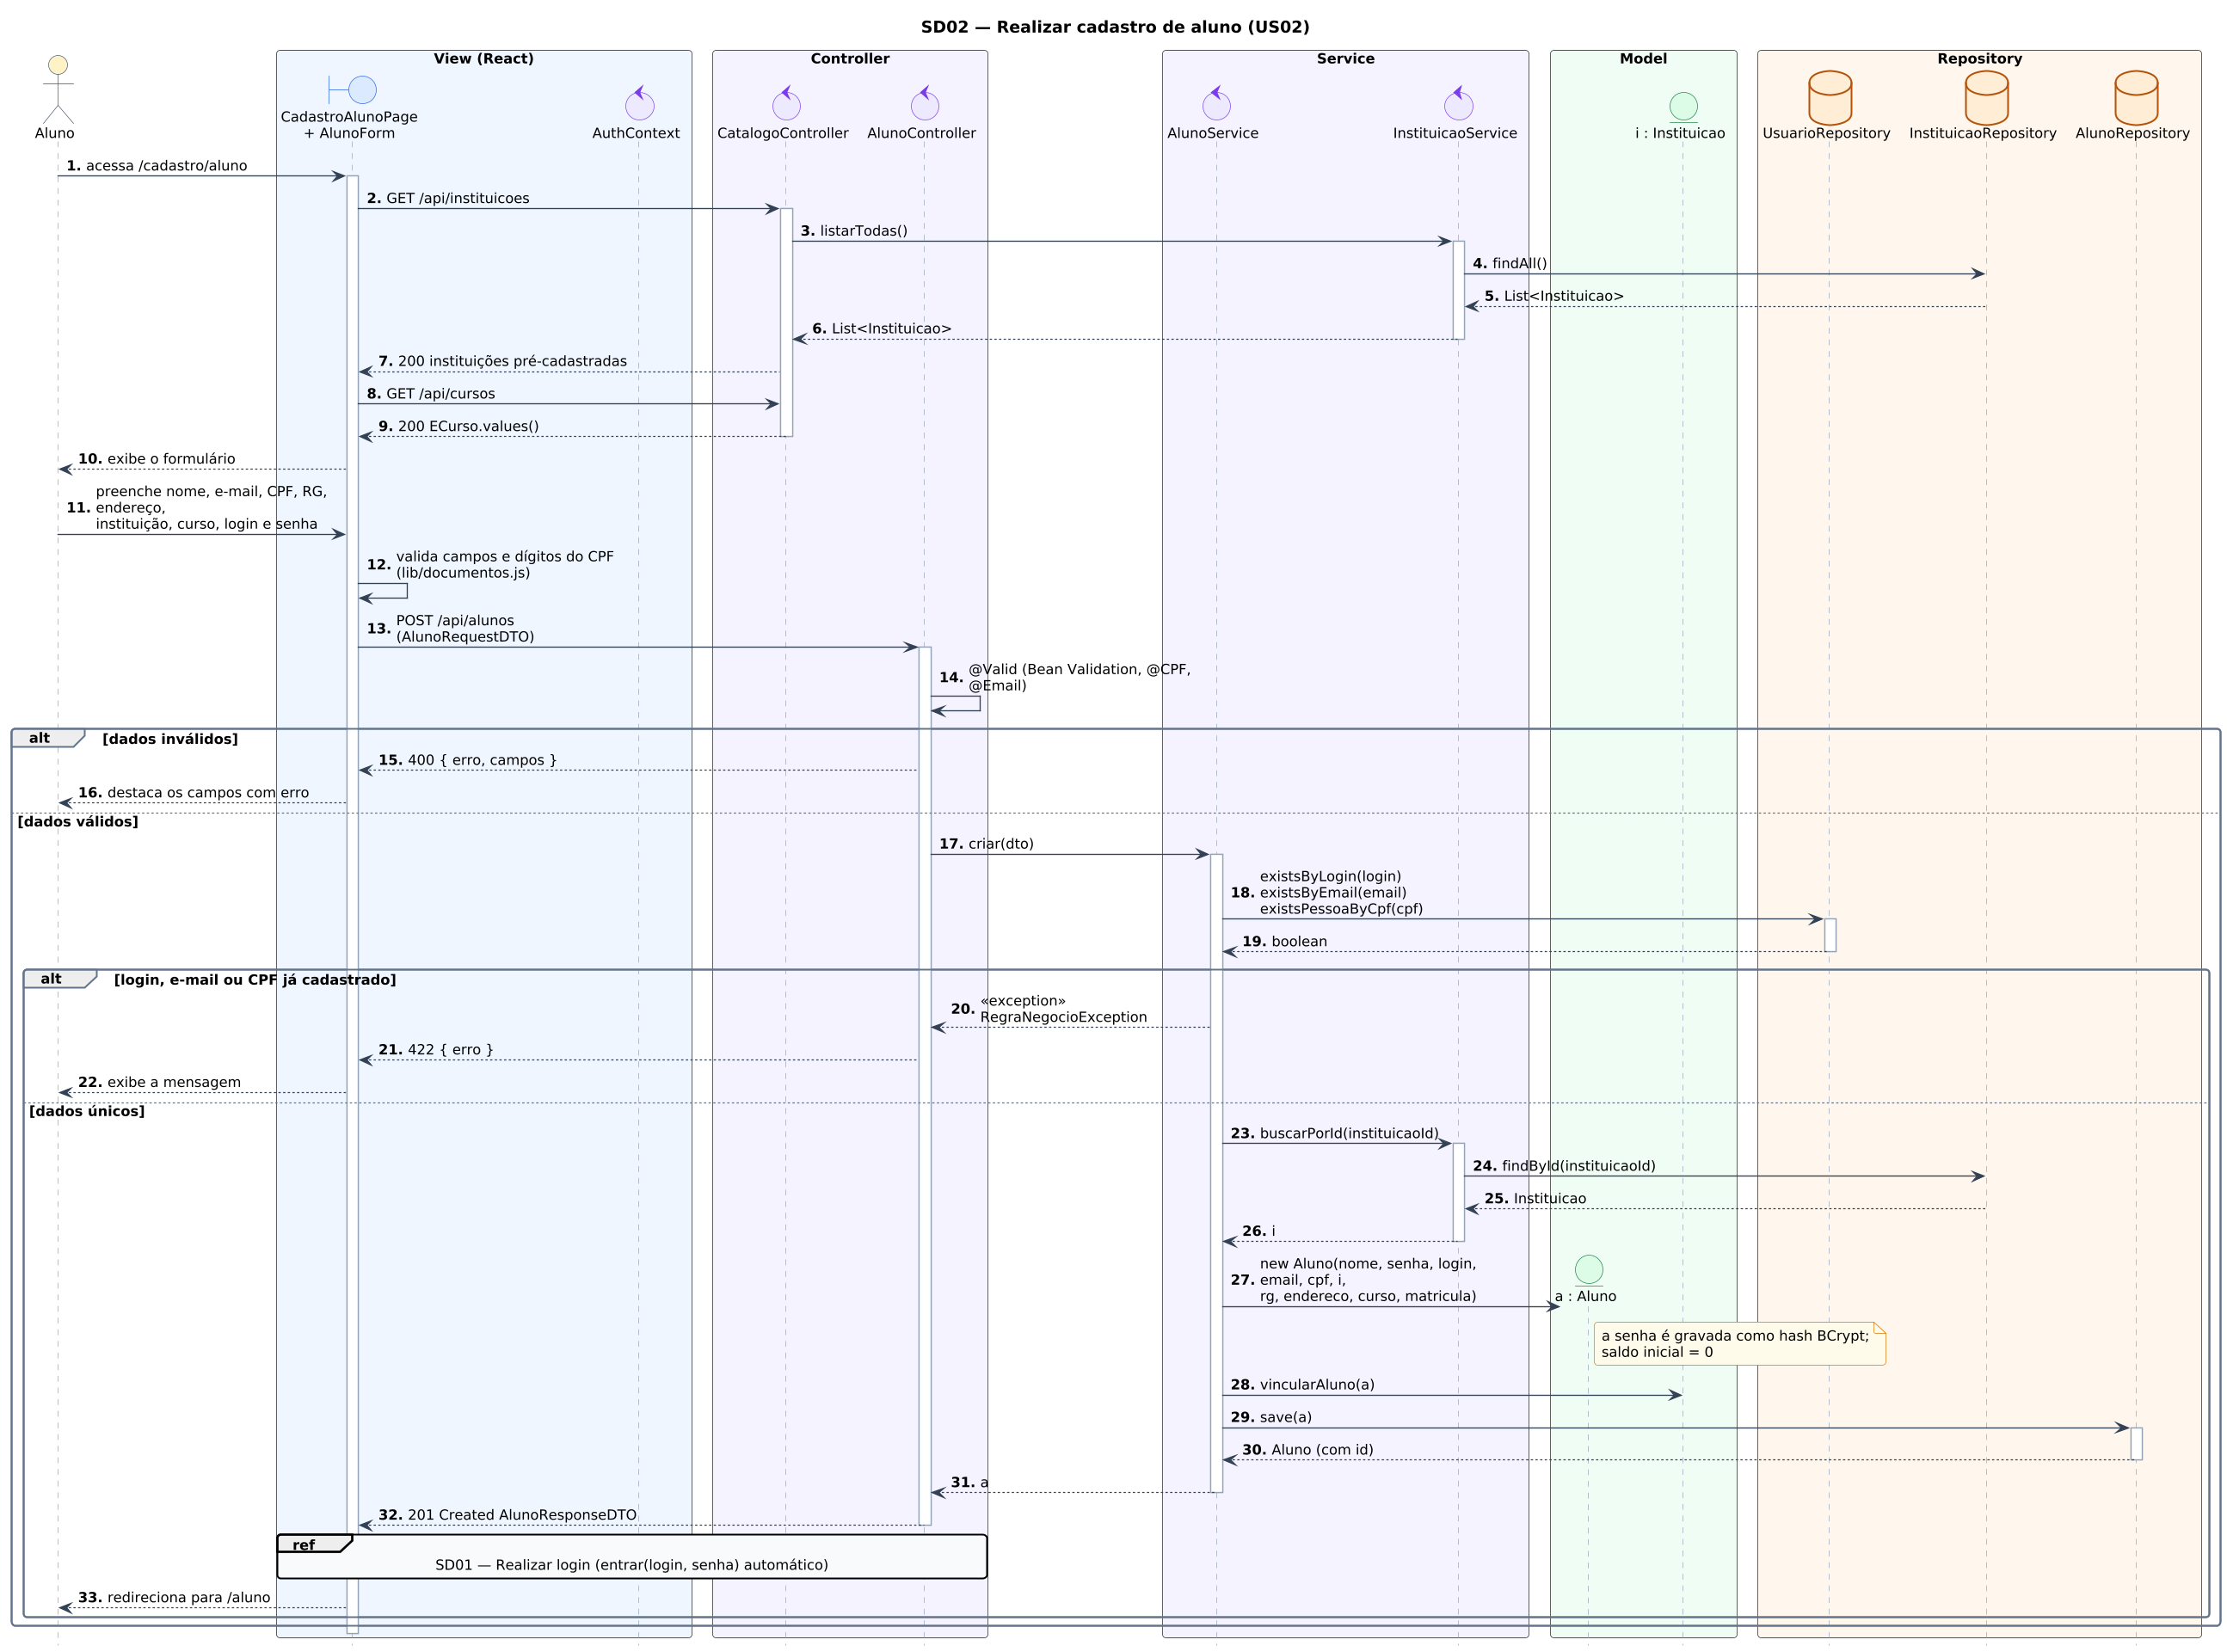 SD02 — Realizar cadastro de aluno (US02)
View (React)
Controller
Service
Model
Repository
Aluno
CadastroAlunoPage
+ AlunoForm
AuthContext
CatalogoController
AlunoController
AlunoService
InstituicaoService
i : Instituicao
UsuarioRepository
InstituicaoRepository
AlunoRepository
1. acessa /cadastro/aluno
2. GET /api/instituicoes
3. listarTodas()
4. findAll()
5. List<Instituicao>
6. List<Instituicao>
7. 200 instituições pré-cadastradas
8. GET /api/cursos
9. 200 ECurso.values()
10. exibe o formulário
preenche nome, e-mail, CPF, RG,
11. endereço,
instituição, curso, login e senha
12. valida campos e dígitos do CPF
(lib/documentos.js)
13. POST /api/alunos
(AlunoRequestDTO)
14. @Valid (Bean Validation, @CPF,
@Email)
alt [dados inválidos]
15. 400 { erro, campos }
16. destaca os campos com erro
[dados válidos]
17. criar(dto)
existsByLogin(login)
18. existsByEmail(email)
existsPessoaByCpf(cpf)
19. boolean
alt [login, e-mail ou CPF já cadastrado]
20. «exception»
RegraNegocioException
21. 422 { erro }
22. exibe a mensagem
[dados únicos]
23. buscarPorId(instituicaoId)
24. findById(instituicaoId)
25. Instituicao
26. i
new Aluno(nome, senha, login,
27. email, cpf, i,
rg, endereco, curso, matricula)
a : Aluno
a senha é gravada como hash BCrypt;
saldo inicial = 0
28. vincularAluno(a)
29. save(a)
30. Aluno (com id)
31. a
32. 201 Created AlunoResponseDTO
ref
SD01 — Realizar login (entrar(login, senha) automático)
33. redireciona para /aluno